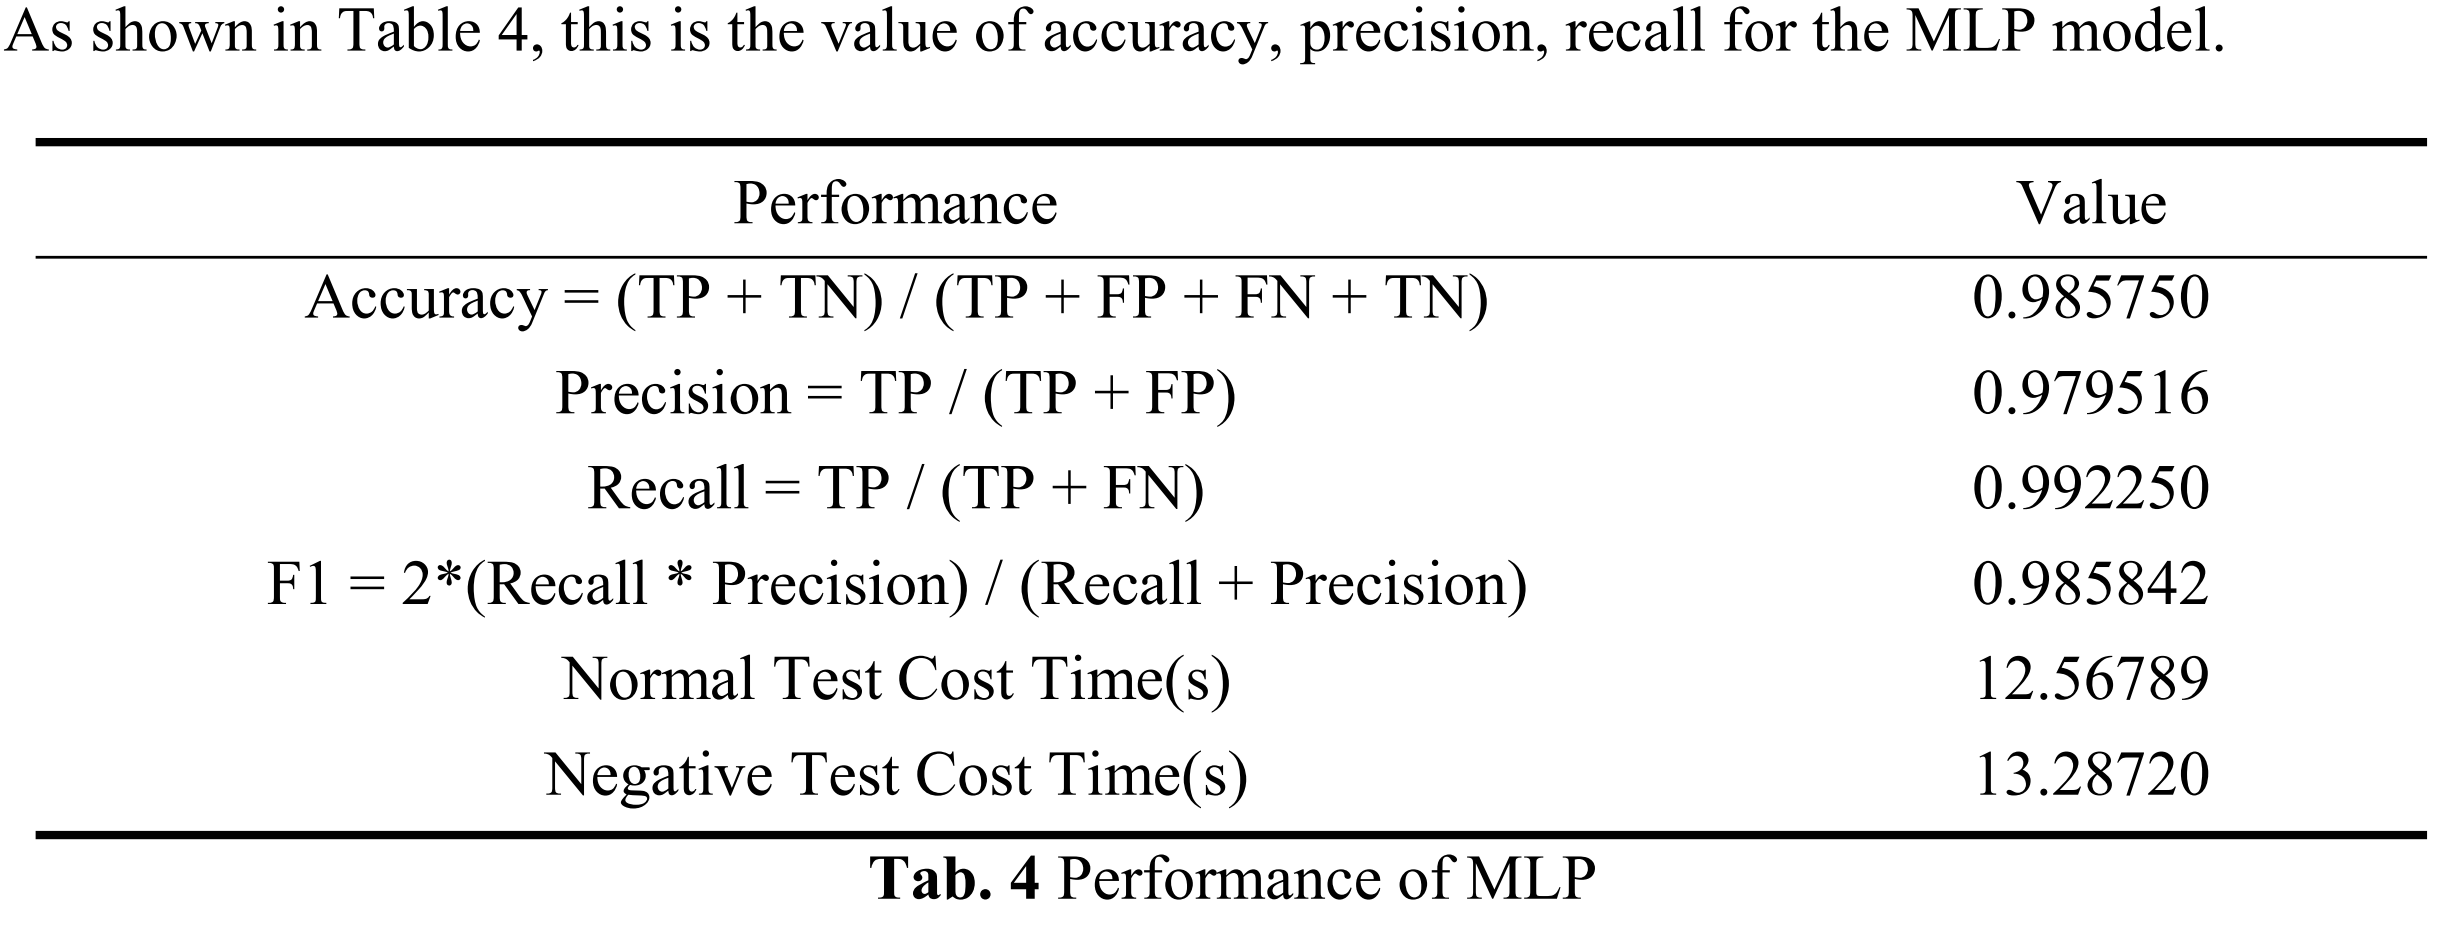 As shown in Table 4, this is the value of accuracy, precision, recall for the MLP model.
Performance Value
Accuracy = (TP + TN) / (TP + FP + FN + TN) 0.985750
Precision = TP / (TP + FP) 0.979516
Recall = TP / (TP + FN) 0.992250
F1 = 2*(Recall * Precision) / (Recall + Precision) 0.985842
Normal Test Cost Time(s) 12.56789
Negative Test Cost Time(s) 13.28720
Tab. 4 Performance of MLP